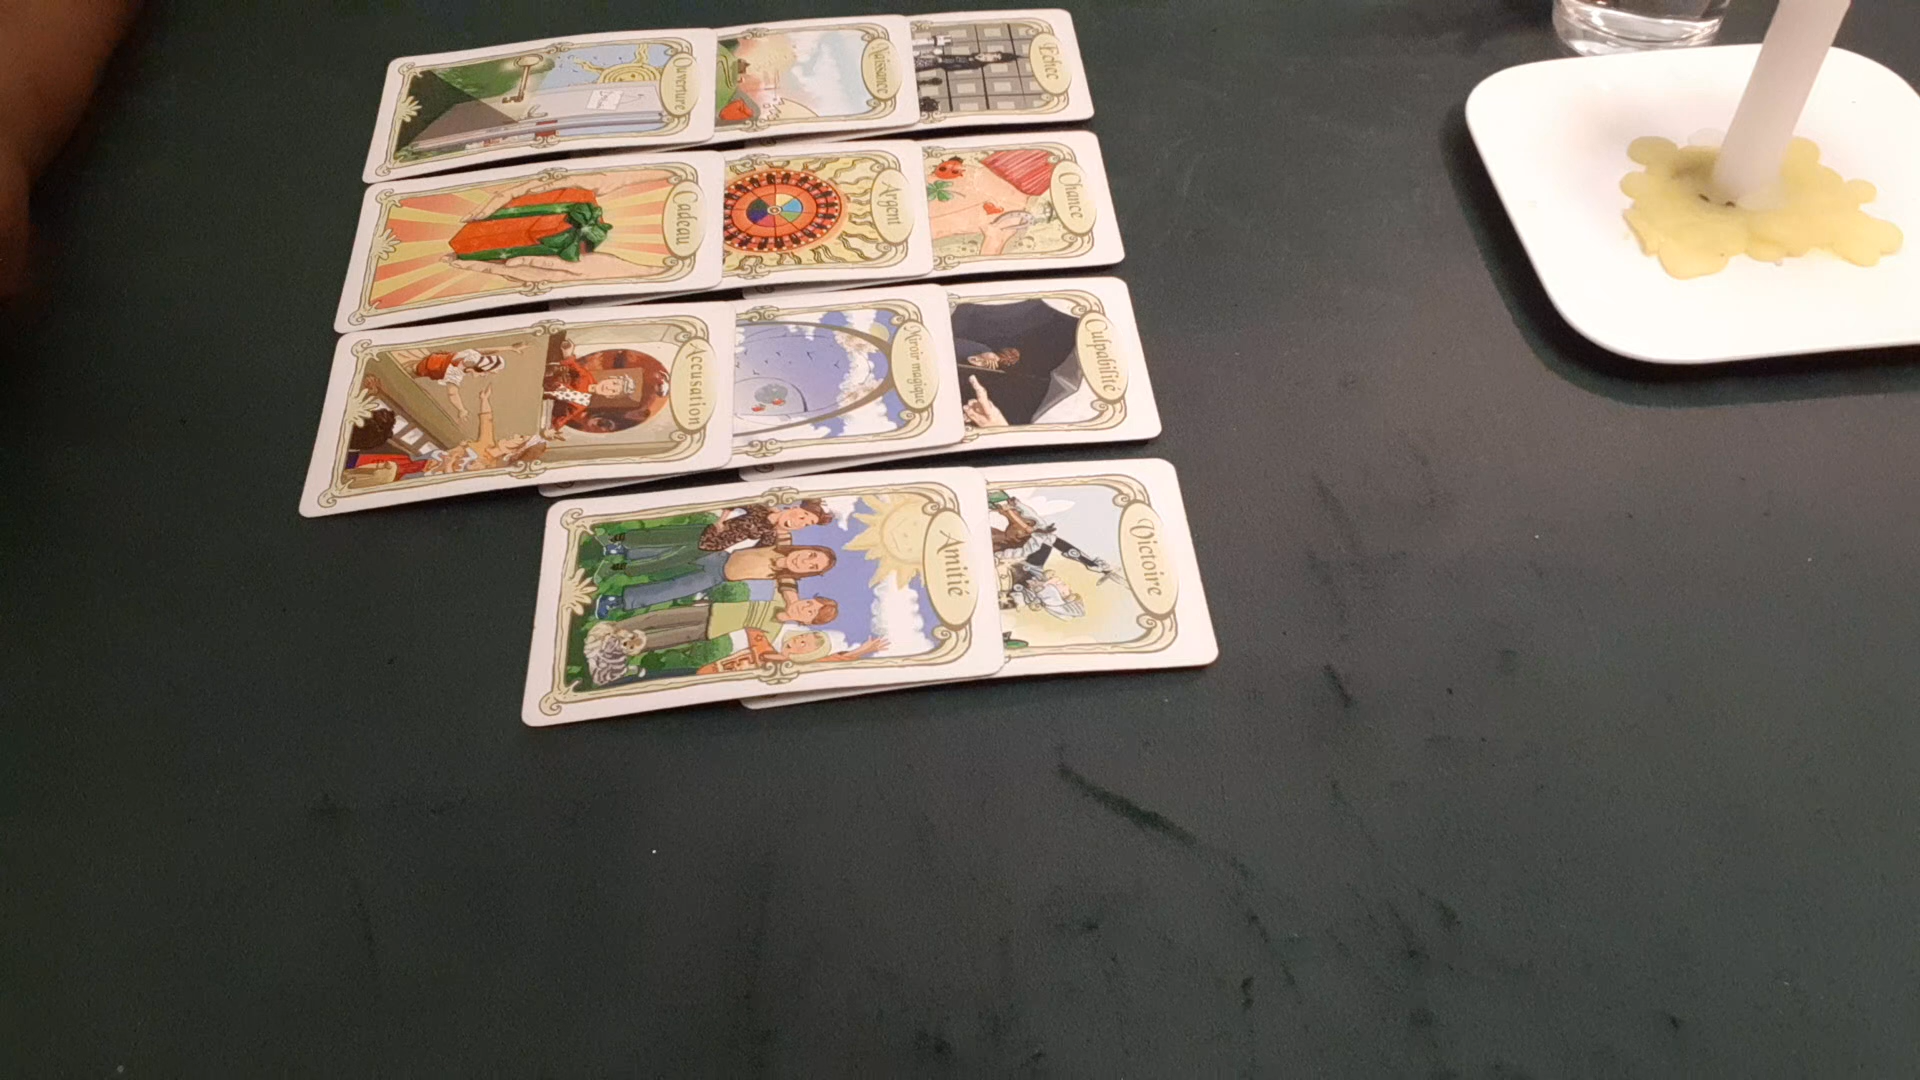 Ouverture
Naissance
Echec
Cadeau
Argent
Chance
Accusation
Miroir magique
Culpabilité
Amitié
Victoire